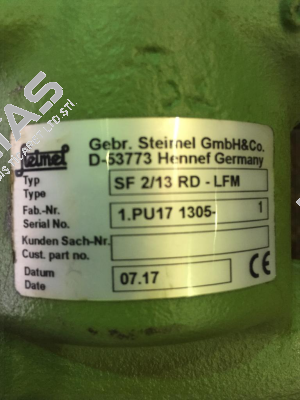 Steimel
Gebr. Steimel GmbH&Co.
D-53773 Hennef Germany
Typ
Type
SF 2/13 RD - LFM
Fab.-Nr.
Serial No.
1.PU17 1305- 1
Kunden Sach-Nr.
Cust. part no.
Datum
Date
07.17
CE